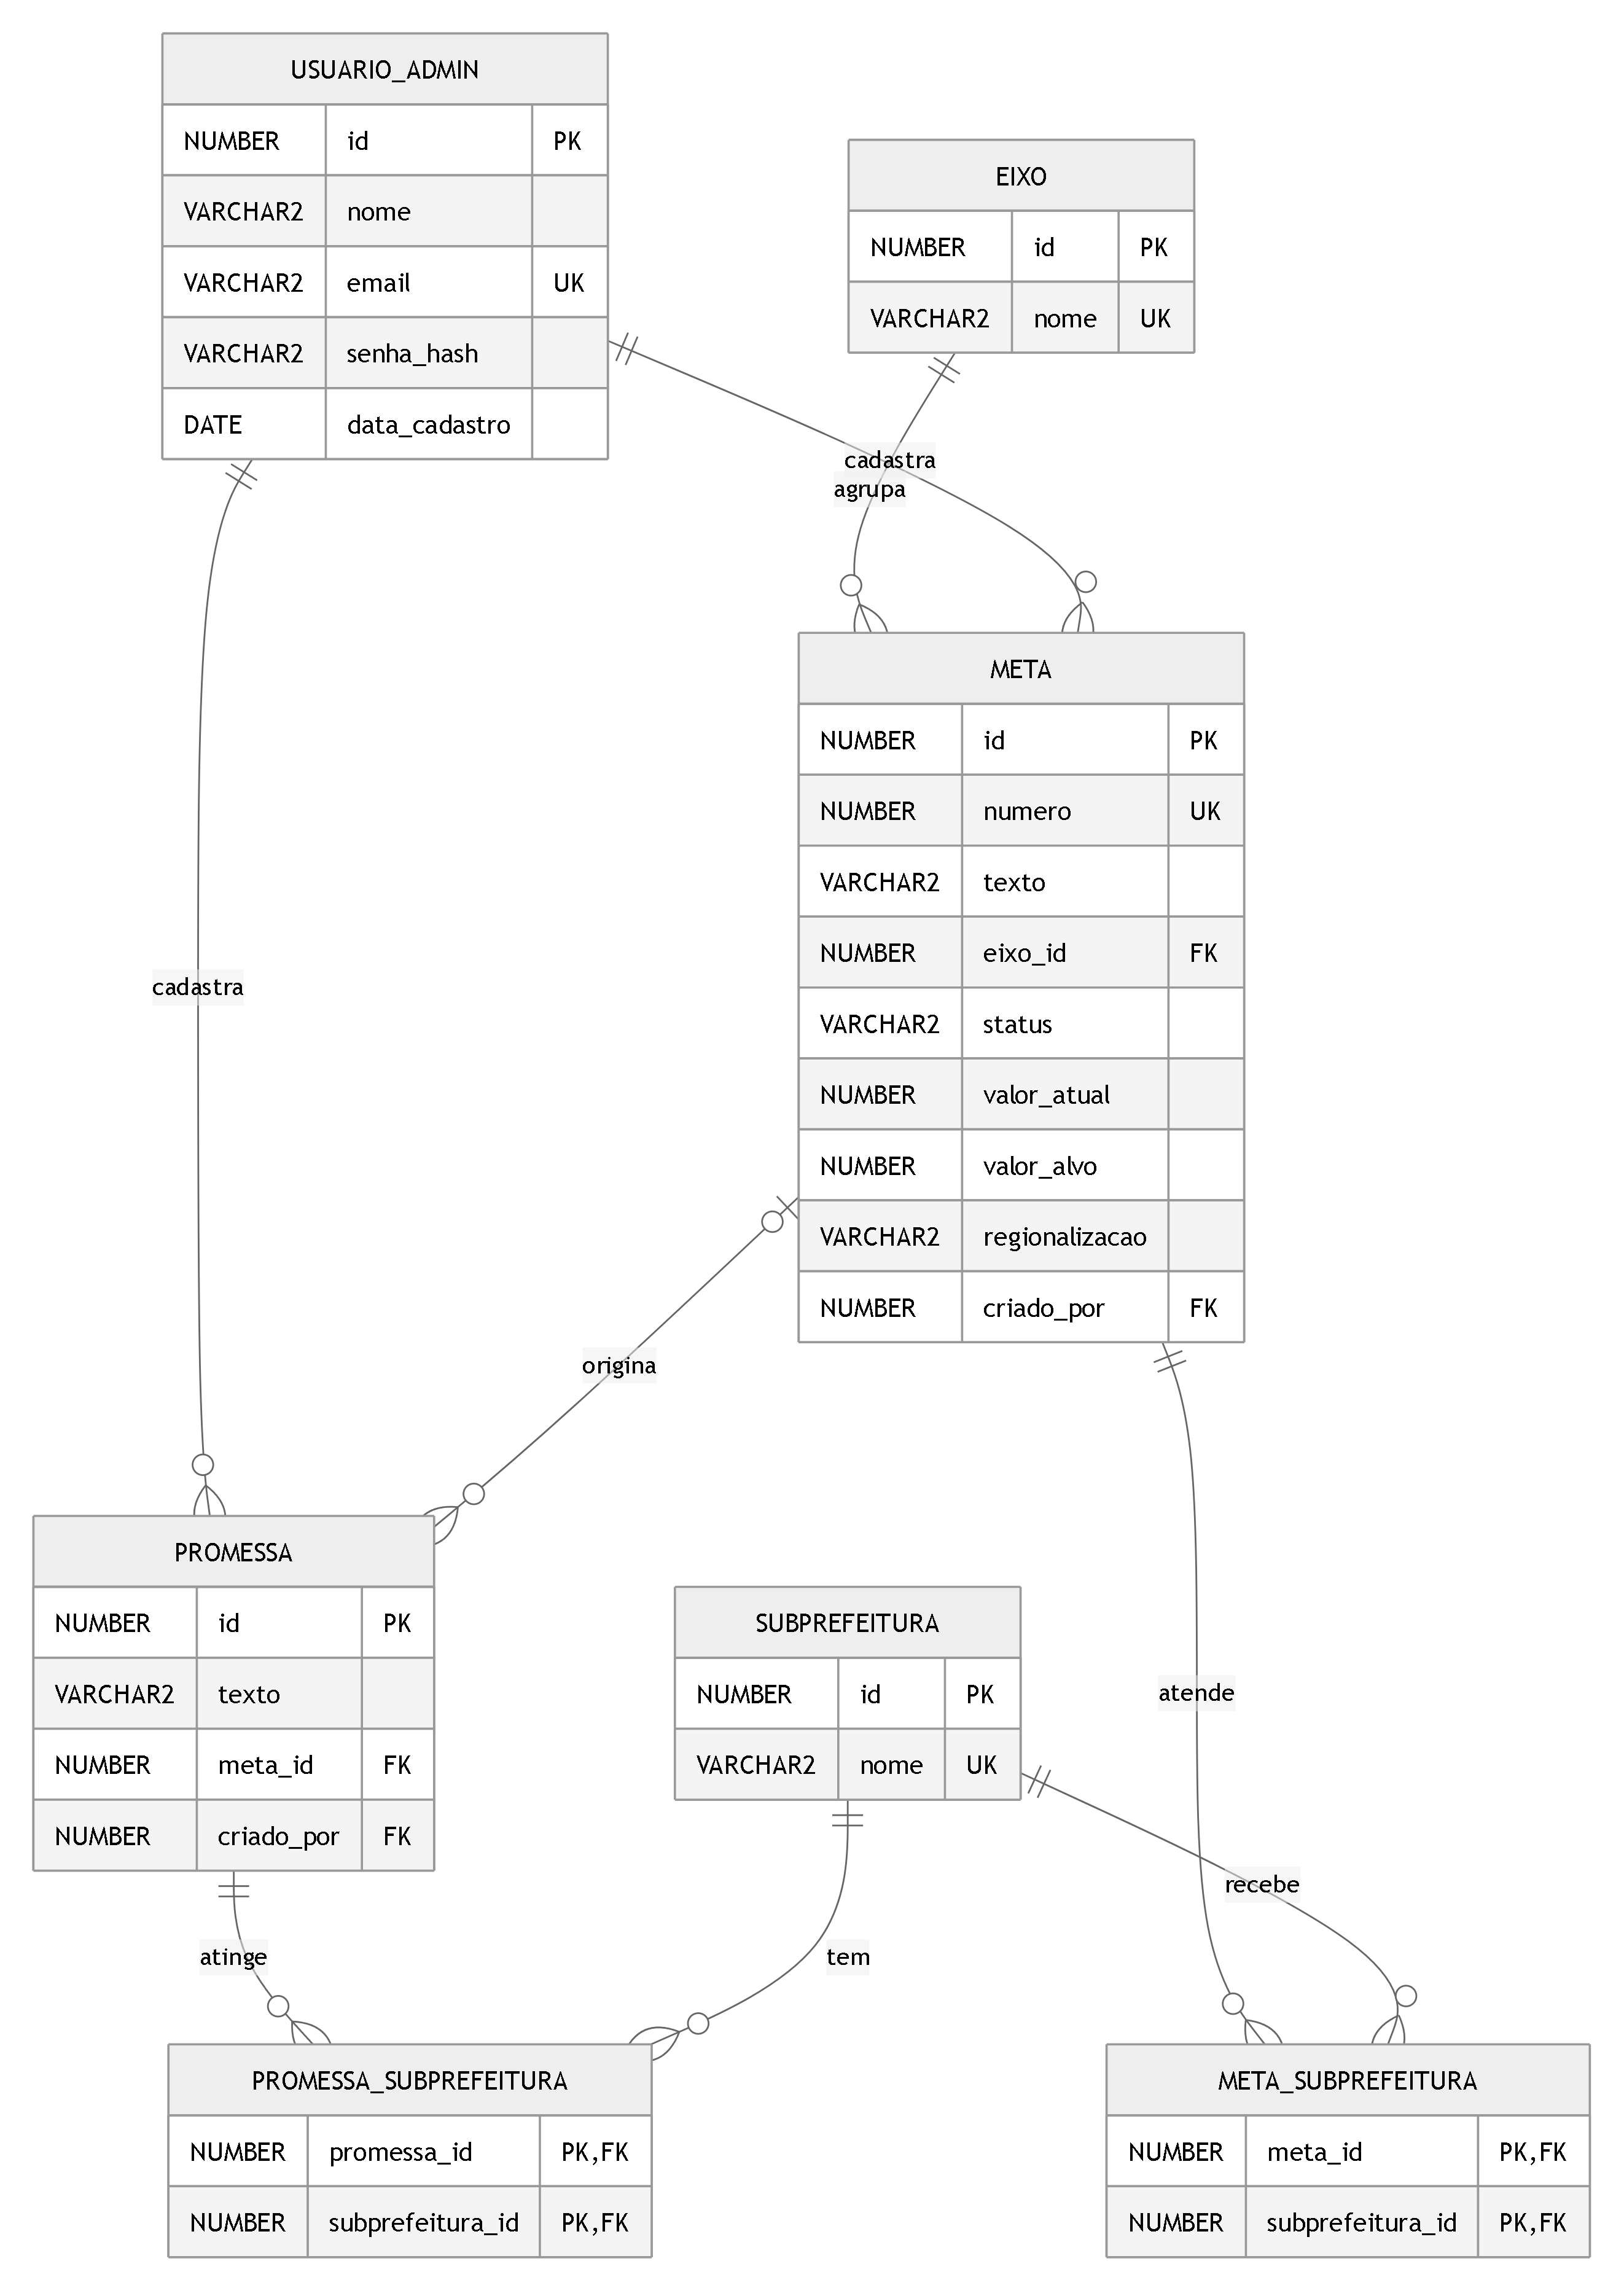 USUARIO_ADMIN
NUMBER id PK
VARCHAR2 nome
VARCHAR2 email UK
VARCHAR2 senha_hash
DATE data_cadastro
EIXO
NUMBER id PK
VARCHAR2 nome UK
cadastra
agrupa
META
NUMBER id PK
NUMBER numero UK
VARCHAR2 texto
NUMBER eixo_id FK
VARCHAR2 status
NUMBER valor_atual
NUMBER valor_alvo
VARCHAR2 regionalizacao
NUMBER criado_por FK
cadastra
origina
PROMESSA
NUMBER id PK
VARCHAR2 texto
NUMBER meta_id FK
NUMBER criado_por FK
SUBPREFEITURA
NUMBER id PK
VARCHAR2 nome UK
atende
recebe
atinge
tem
PROMESSA_SUBPREFEITURA
NUMBER promessa_id PK,FK
NUMBER subprefeitura_id PK,FK
META_SUBPREFEITURA
NUMBER meta_id PK,FK
NUMBER subprefeitura_id PK,FK